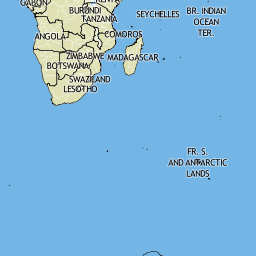 GABON
KENYA
BURUNDI
TANZANIA
SEYCHELLES
BR. INDIAN
OCEAN
TER.
ANGOLA
COMOROS
ZIMBABWE
MADAGASCAR
BOTSWANA
SWAZILAND
LESOTHO
FR. S.
AND ANTARCTIC
LANDS